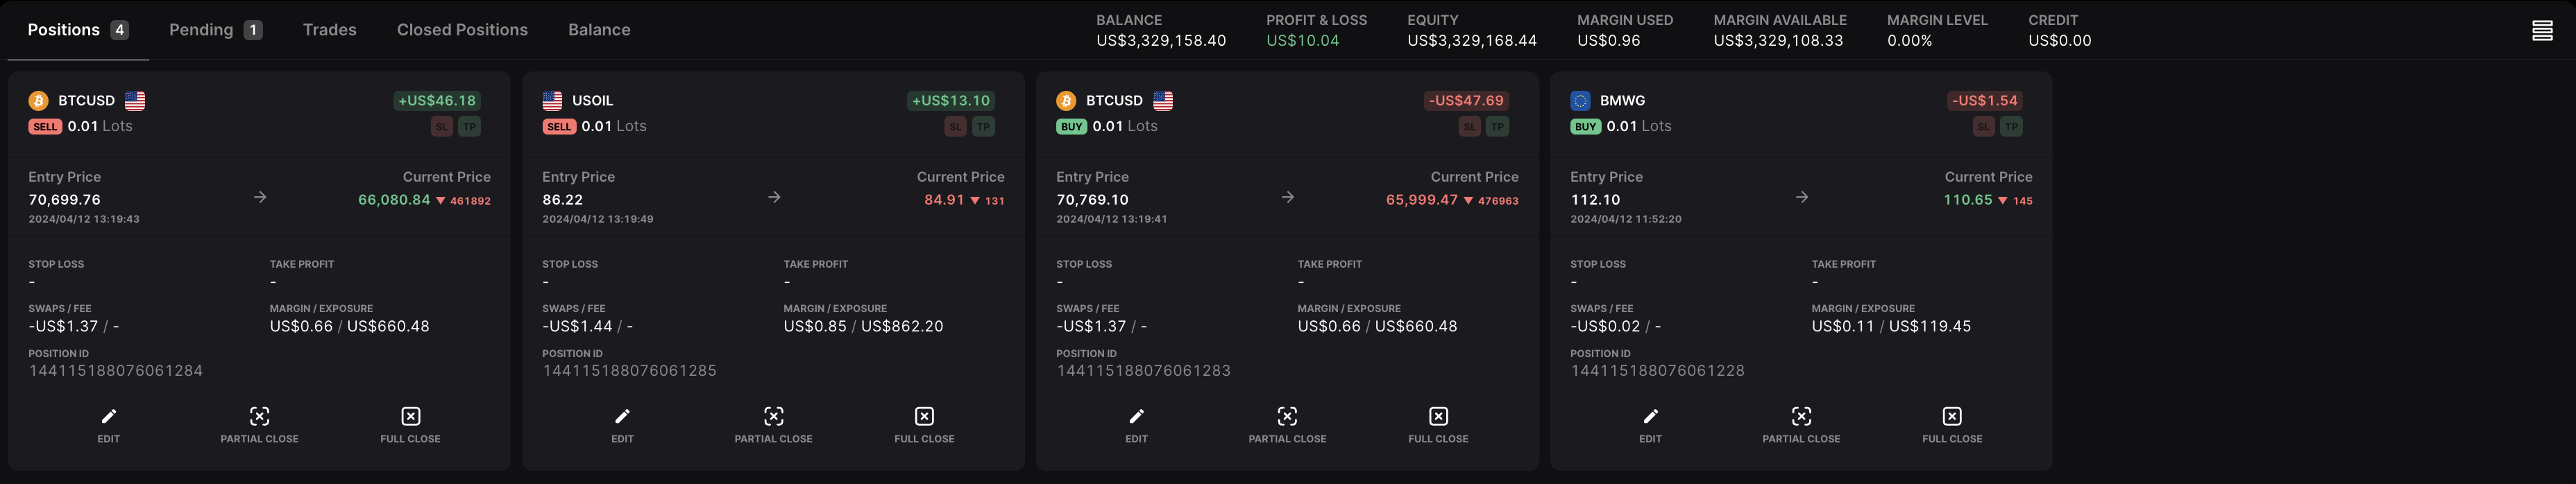 Positions 4 Pending 1 Trades Closed Positions Balance
BALANCE PROFIT & LOSS EQUITY MARGIN USED MARGIN AVAILABLE MARGIN LEVEL CREDIT
US$3,329,158.40 US$10.04 US$3,329,168.44 US$0.96 US$3,329,108.33 0.00% US$0.00
BTCUSD +US$46.18
SELL 0.01 Lots SL TP
Entry Price Current Price
70,699.76 → 66,080.84 ▼ 461892
2024/04/12 13:19:43
STOP LOSS TAKE PROFIT
- -
SWAPS / FEE MARGIN / EXPOSURE
-US$1.37 / - US$0.66 / US$660.48
POSITION ID
144115188076061284
EDIT PARTIAL CLOSE FULL CLOSE
USOIL +US$13.10
SELL 0.01 Lots SL TP
Entry Price Current Price
86.22 → 84.91 ▼ 131
2024/04/12 13:19:49
STOP LOSS TAKE PROFIT
- -
SWAPS / FEE MARGIN / EXPOSURE
-US$1.44 / - US$0.85 / US$862.20
POSITION ID
144115188076061285
EDIT PARTIAL CLOSE FULL CLOSE
BTCUSD -US$47.69
BUY 0.01 Lots SL TP
Entry Price Current Price
70,769.10 → 65,999.47 ▼ 476963
2024/04/12 13:19:41
STOP LOSS TAKE PROFIT
- -
SWAPS / FEE MARGIN / EXPOSURE
-US$1.37 / - US$0.66 / US$660.48
POSITION ID
144115188076061283
EDIT PARTIAL CLOSE FULL CLOSE
BMWG -US$1.54
BUY 0.01 Lots SL TP
Entry Price Current Price
112.10 → 110.65 ▼ 145
2024/04/12 11:52:20
STOP LOSS TAKE PROFIT
- -
SWAPS / FEE MARGIN / EXPOSURE
-US$0.02 / - US$0.11 / US$119.45
POSITION ID
144115188076061228
EDIT PARTIAL CLOSE FULL CLOSE